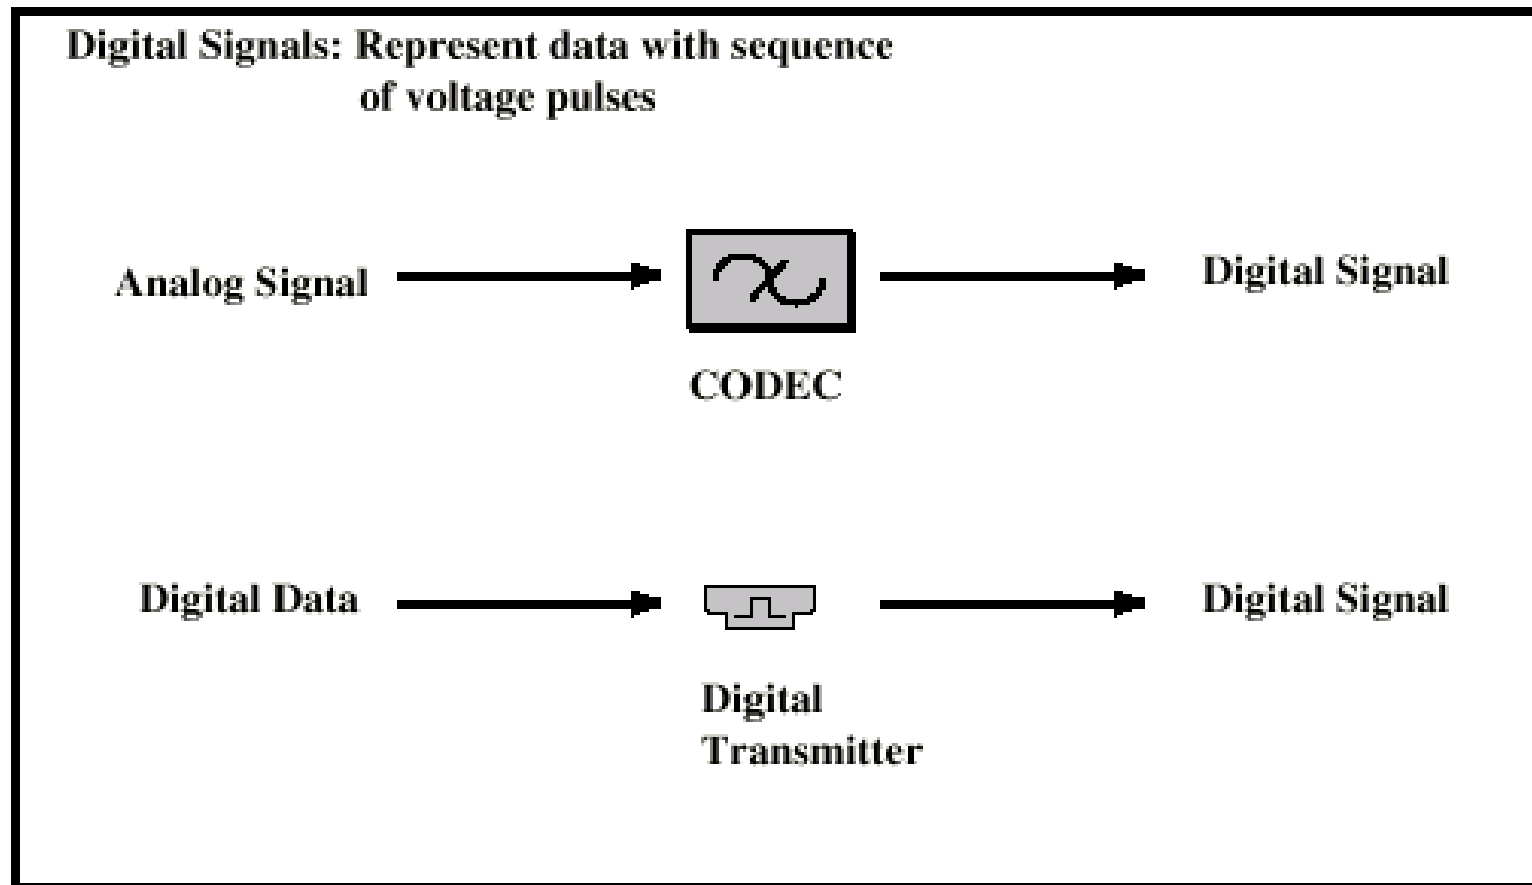 Digital Signals: Represent data with sequence
of voltage pulses
Analog Signal
Digital Signal
CODEC
Digital Data
Digital Signal
Digital
Transmitter